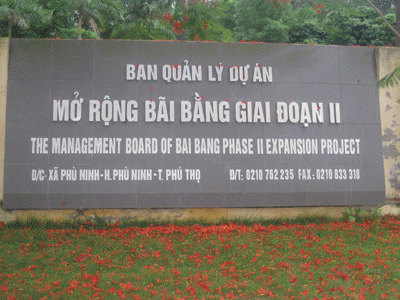 BAN QUẢN LÝ DỰ ÁN
MỞ RỘNG BÃI BẰNG GIAI ĐOẠN II
THE MANAGEMENT BOARD OF BAI BANG PHASE II EXPANSION PROJECT
Đ/C- XÃ PHÙ NINH-H. PHÙ NINH-T. PHÚ THỌ Đ/T: 0210 762 235 FAX: 0210 833 318